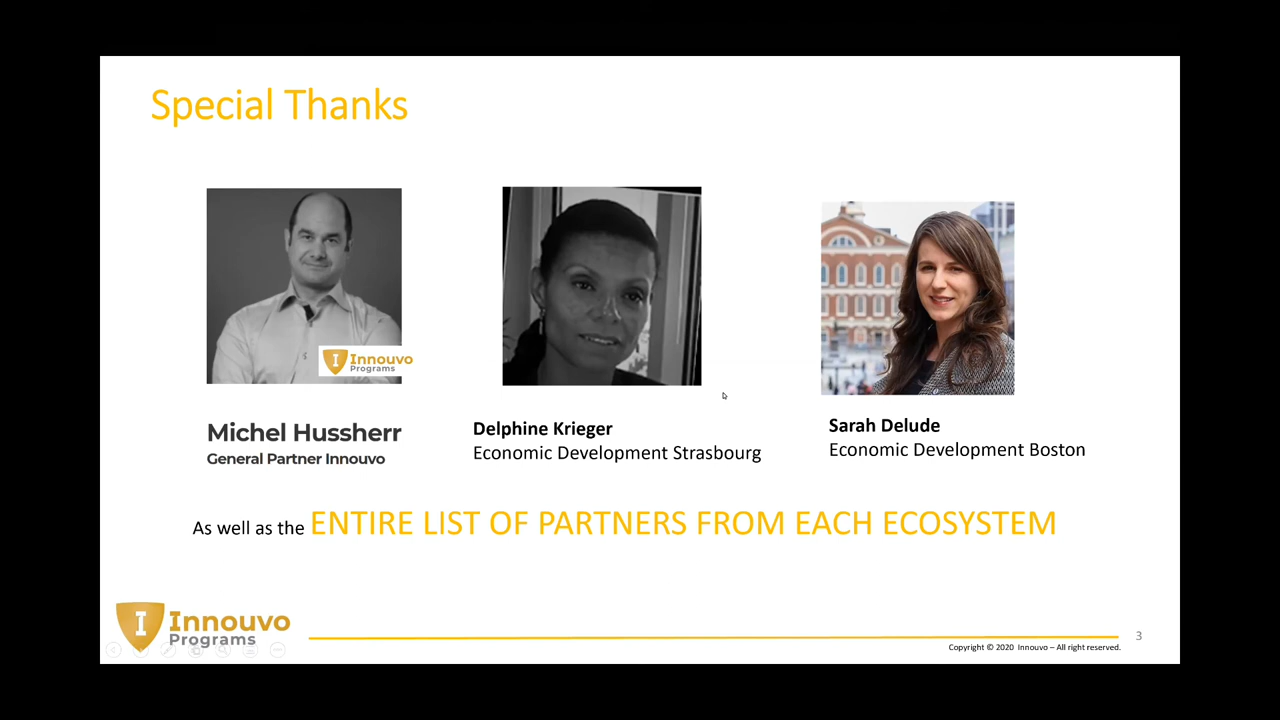 Special Thanks
Innouvo
Programs
Michel Hussherr
General Partner Innouvo
Delphine Krieger
Economic Development Strasbourg
Sarah Delude
Economic Development Boston
As well as the ENTIRE LIST OF PARTNERS FROM EACH ECOSYSTEM
I Innouvo
Programs
3
Copyright © 2020 Innouvo – All right reserved.